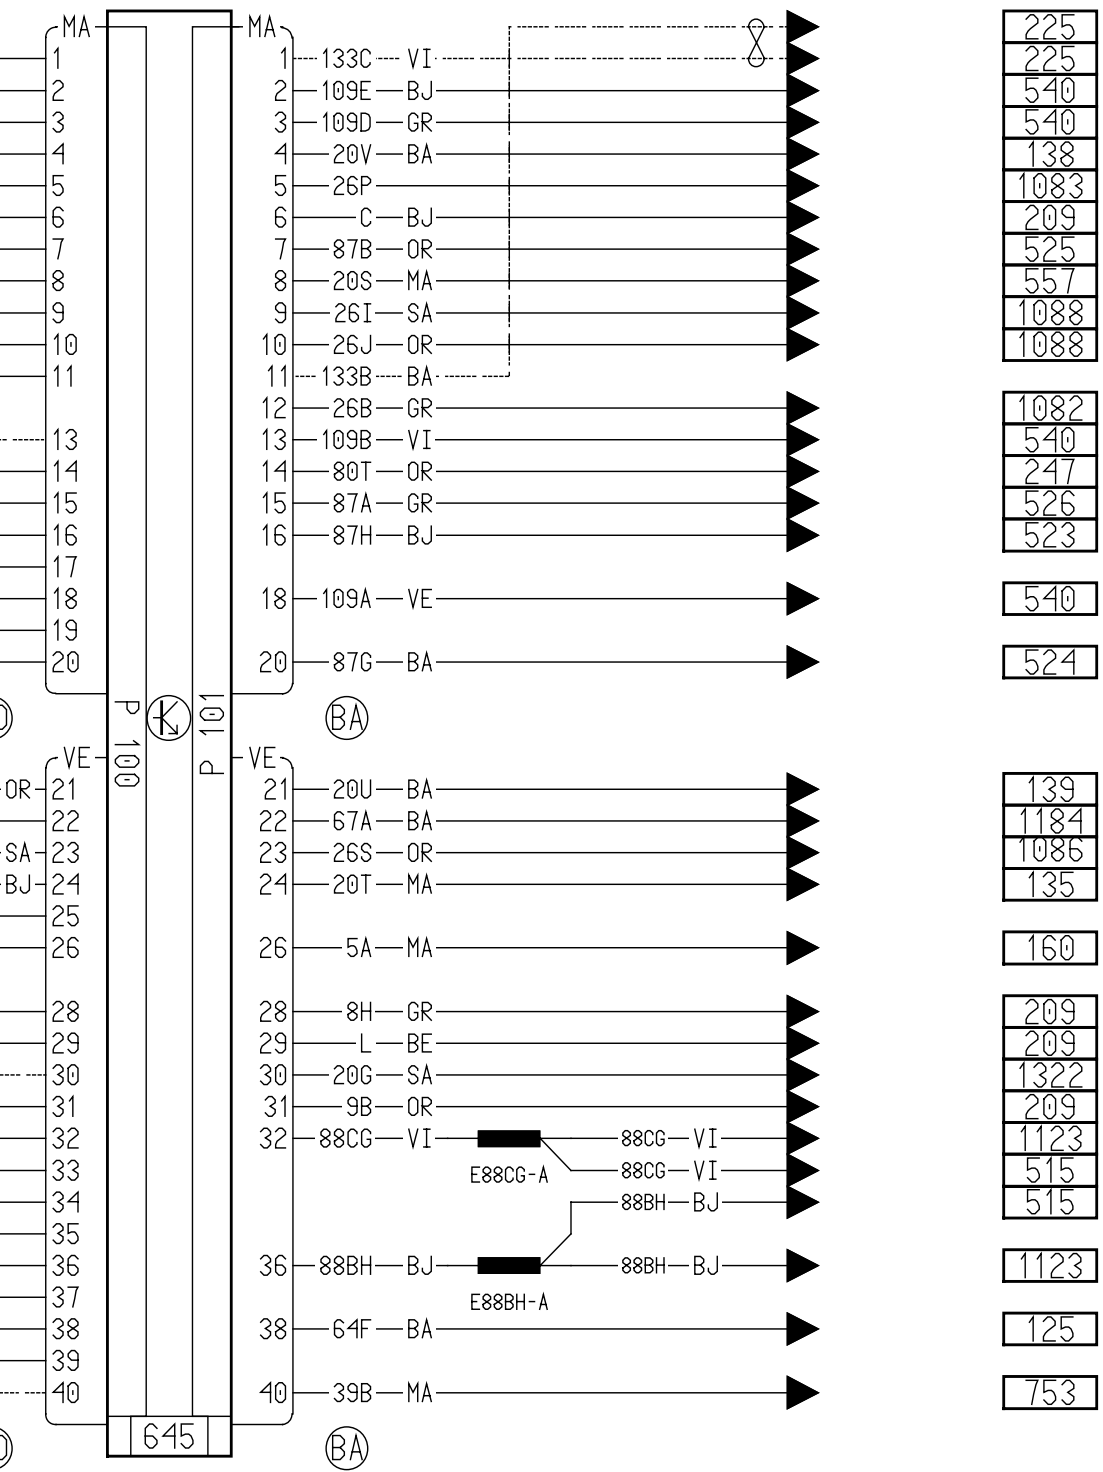 MA MA 225
1 1 133C VI 225
2 2 109E BJ 540
3 3 109D GR 540
4 4 20V BA 138
5 5 26P 1083
6 6 C BJ 209
7 7 87B OR 525
8 8 20S MA 557
9 9 26I SA 1088
10 10 26J OR 1088
11 11 133B BA
12 26B GR 1082
13 13 109B VI 540
14 14 80T OR 247
15 15 87A GR 526
16 16 87H BJ 523
17
18 18 109A VE 540
19
20 20 87G BA 524
P 100 P 101 BA
VE VE
OR 21 21 20U BA 139
22 22 67A BA 1184
SA 23 23 26S OR 1086
BJ 24 24 20T MA 135
25
26 26 5A MA 160
28 28 8H GR 209
29 29 L BE 209
30 30 20G SA 1322
31 31 9B OR 209
32 32 88CG VI 88CG VI 1123
33 E88CG-A 88CG VI 515
34 88BH BJ 515
35
36 36 88BH BJ 88BH BJ 1123
37 E88BH-A
38 38 64F BA 125
39
40 40 39B MA 753
645 BA